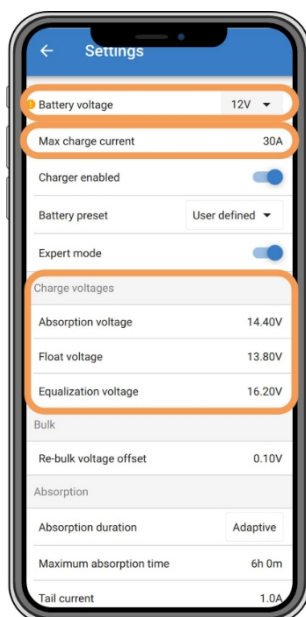 Settings
Battery voltage 12V
Max charge current 30A
Charger enabled
Battery preset User defined
Expert mode
Charge voltages
Absorption voltage 14.40V
Float voltage 13.80V
Equalization voltage 16.20V
Bulk
Re-bulk voltage offset 0.10V
Absorption
Absorption duration Adaptive
Maximum absorption time 6h 0m
Tail current 1.0A